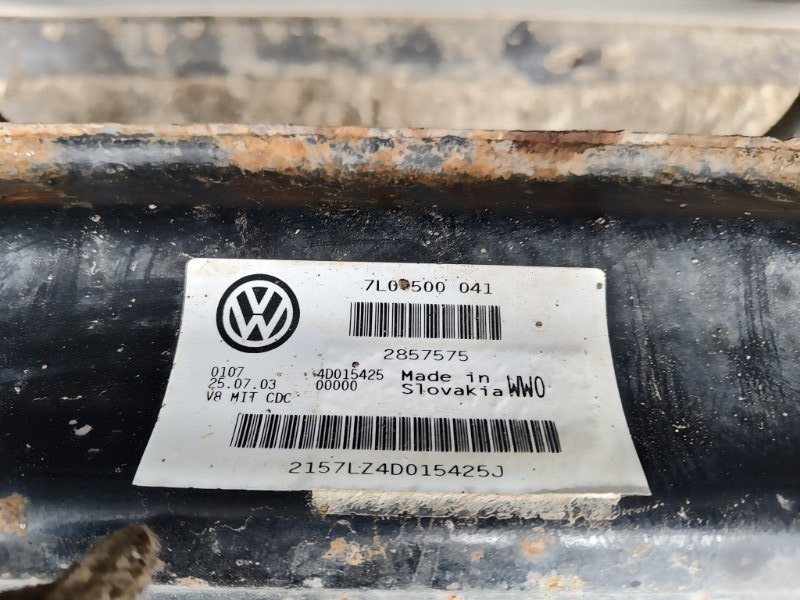 7L0 500 041
2857575
0107 4D015425 Made in
25.07.03 00000 Slovakia WWO
V8 MIT CDC
2157LZ4D015425J